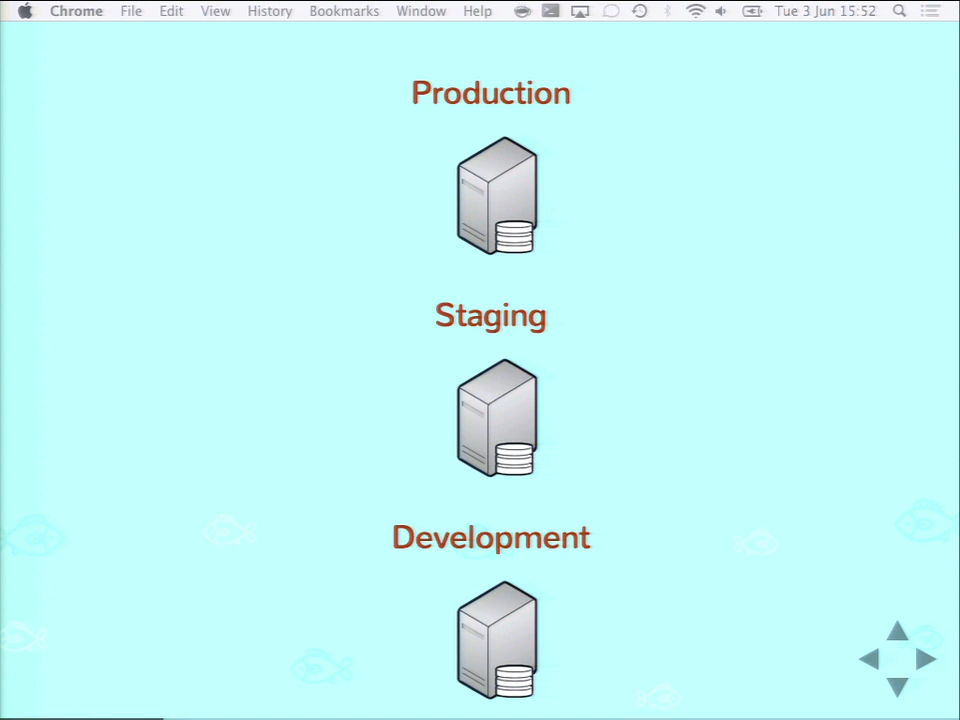 Chrome File Edit View History Bookmarks Window Help Tue 3 Jun 15:52
Production
Staging
Development